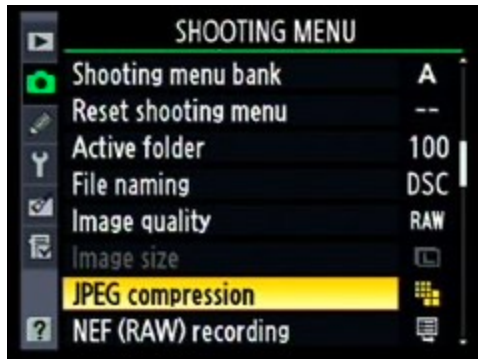 SHOOTING MENU
Shooting menu bank A
Reset shooting menu --
Active folder 100
File naming DSC
Image quality RAW
Image size L
JPEG compression
NEF (RAW) recording
?